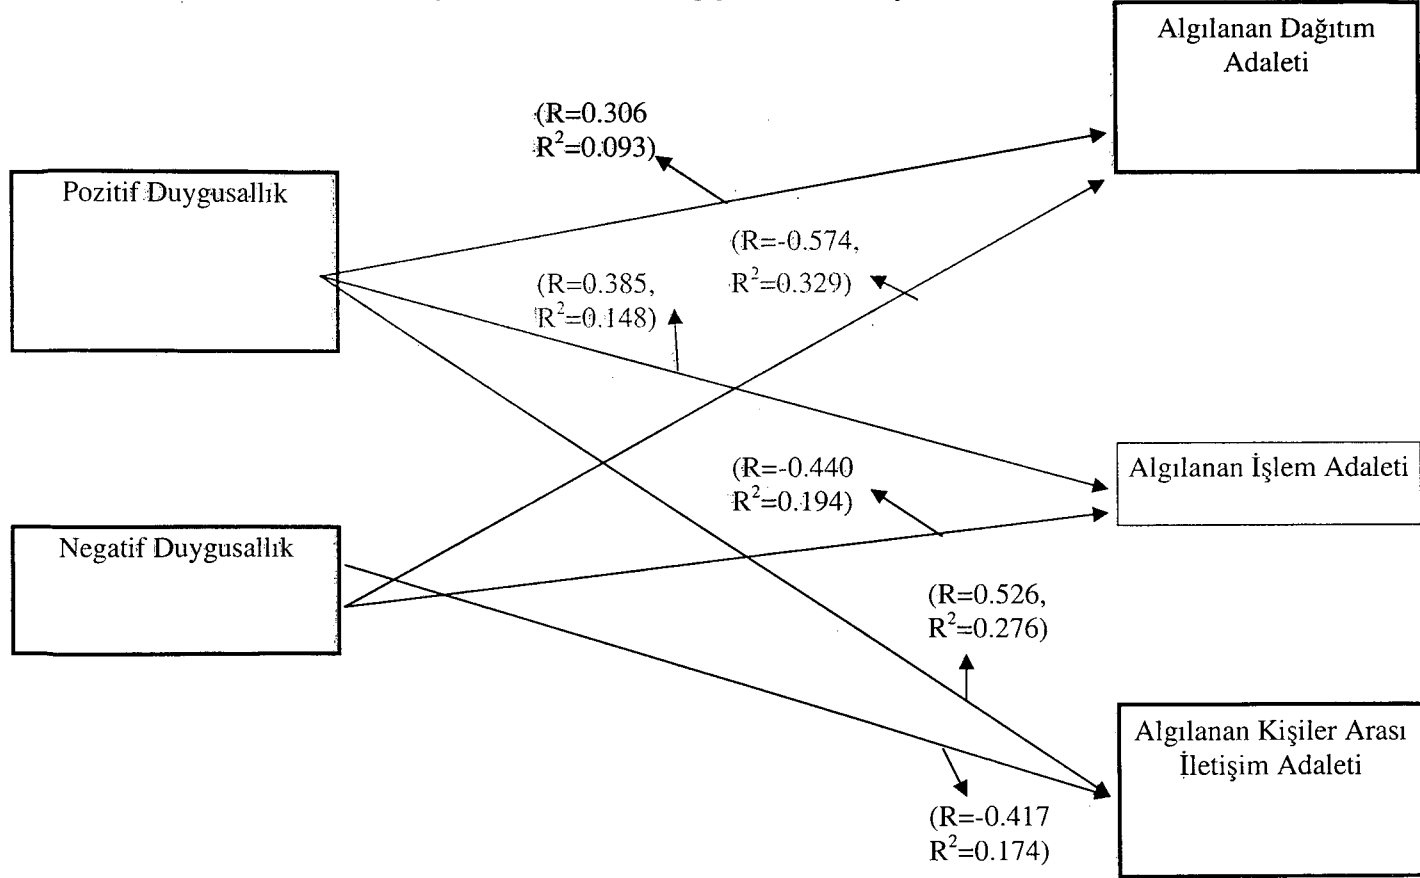 Algılanan Dağıtım
Adaleti
(R=0.306
R²=0.093)
Pozitif Duygusallık
(R=-0.574,
R²=0.329)
(R=0.385,
R²=0.148)
Algılanan İşlem Adaleti
(R=-0.440
R²=0.194)
Negatif Duygusallık
(R=0.526,
R²=0.276)
Algılanan Kişiler Arası
İletişim Adaleti
(R=-0.417
R²=0.174)